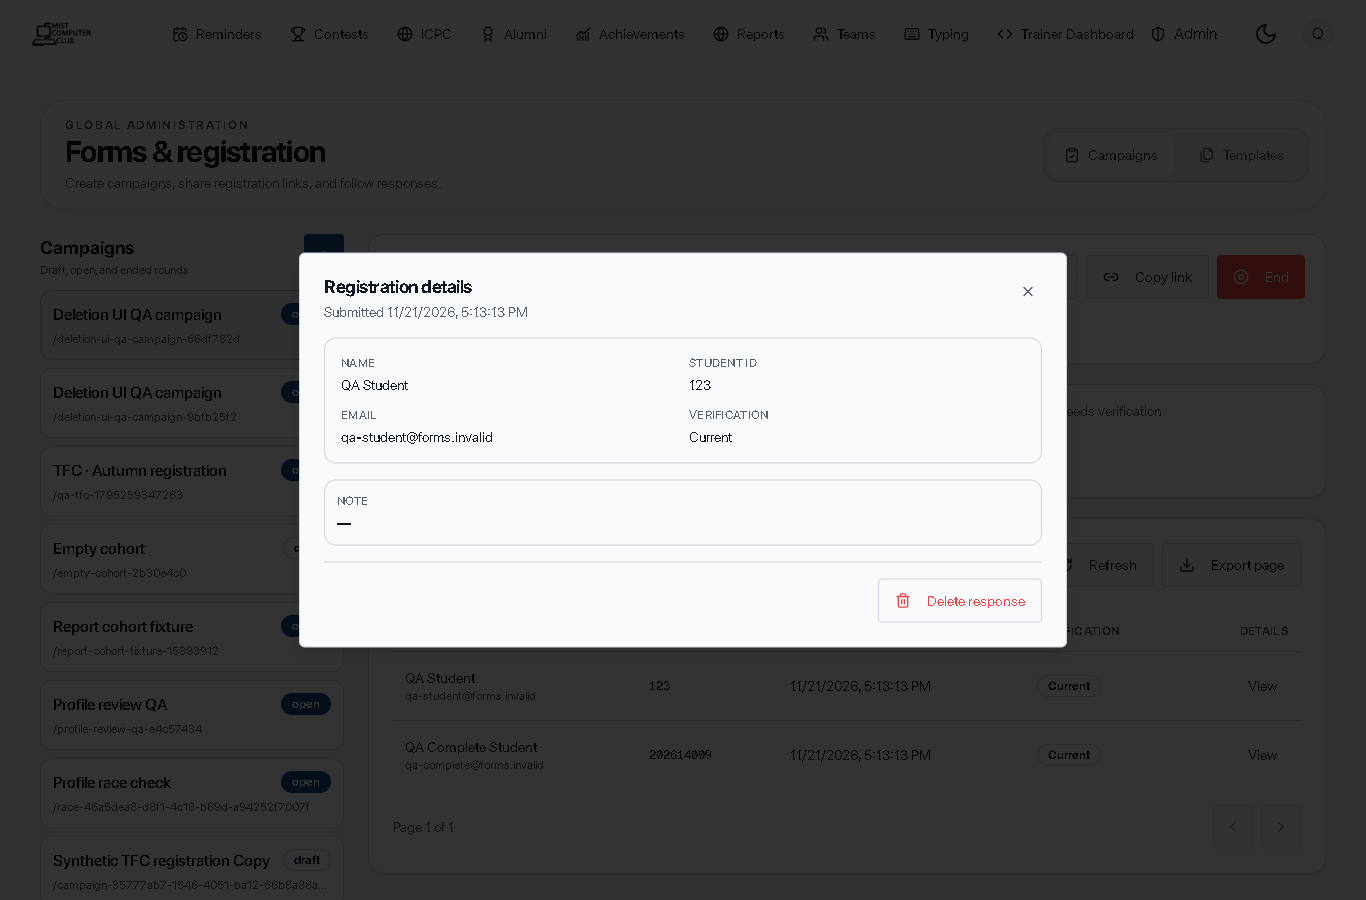 MIST
COMPUTER
CLUB
Reminders
Contests
ICPC
Alumni
Achievements
Reports
Teams
Typing
Trainer Dashboard
Admin
Q
GLOBAL ADMINISTRATION
Forms & registration
Create campaigns, share registration links, and follow responses.
Campaigns
Templates
Campaigns
Draft, open, and ended rounds
Deletion UI QA campaign
/deletion-ui-qa-campaign-66df782d
Deletion UI QA campaign
/deletion-ui-qa-campaign-9bfb25f2
TFC · Autumn registration
/qa-tfc-1795259347263
Empty cohort
/empty-cohort-2b30e4c0
Report cohort fixture
/report-cohort-fixture-15393912
Profile review QA
open
/profile-review-qa-e4c57434
Profile race check
open
/race-46a5dea8-d8f1-4c18-b69d-a94252f7007f
Synthetic TFC registration Copy
draft
/campaign-35777ab7-1546-4051-ba12-66b8a88a...
Copy link
End
eeds verification
Registration details
Submitted 11/21/2026, 5:13:13 PM
NAME
QA Student
STUDENT ID
123
EMAIL
qa-student@forms.invalid
VERIFICATION
Current
NOTE
—
Delete response
Refresh
Export page
FICATION
DETAILS
QA Student
qa-student@forms.invalid
123
11/21/2026, 5:13:13 PM
Current
View
QA Complete Student
qa-complete@forms.invalid
202614009
11/21/2026, 5:13:13 PM
Current
View
Page 1 of 1